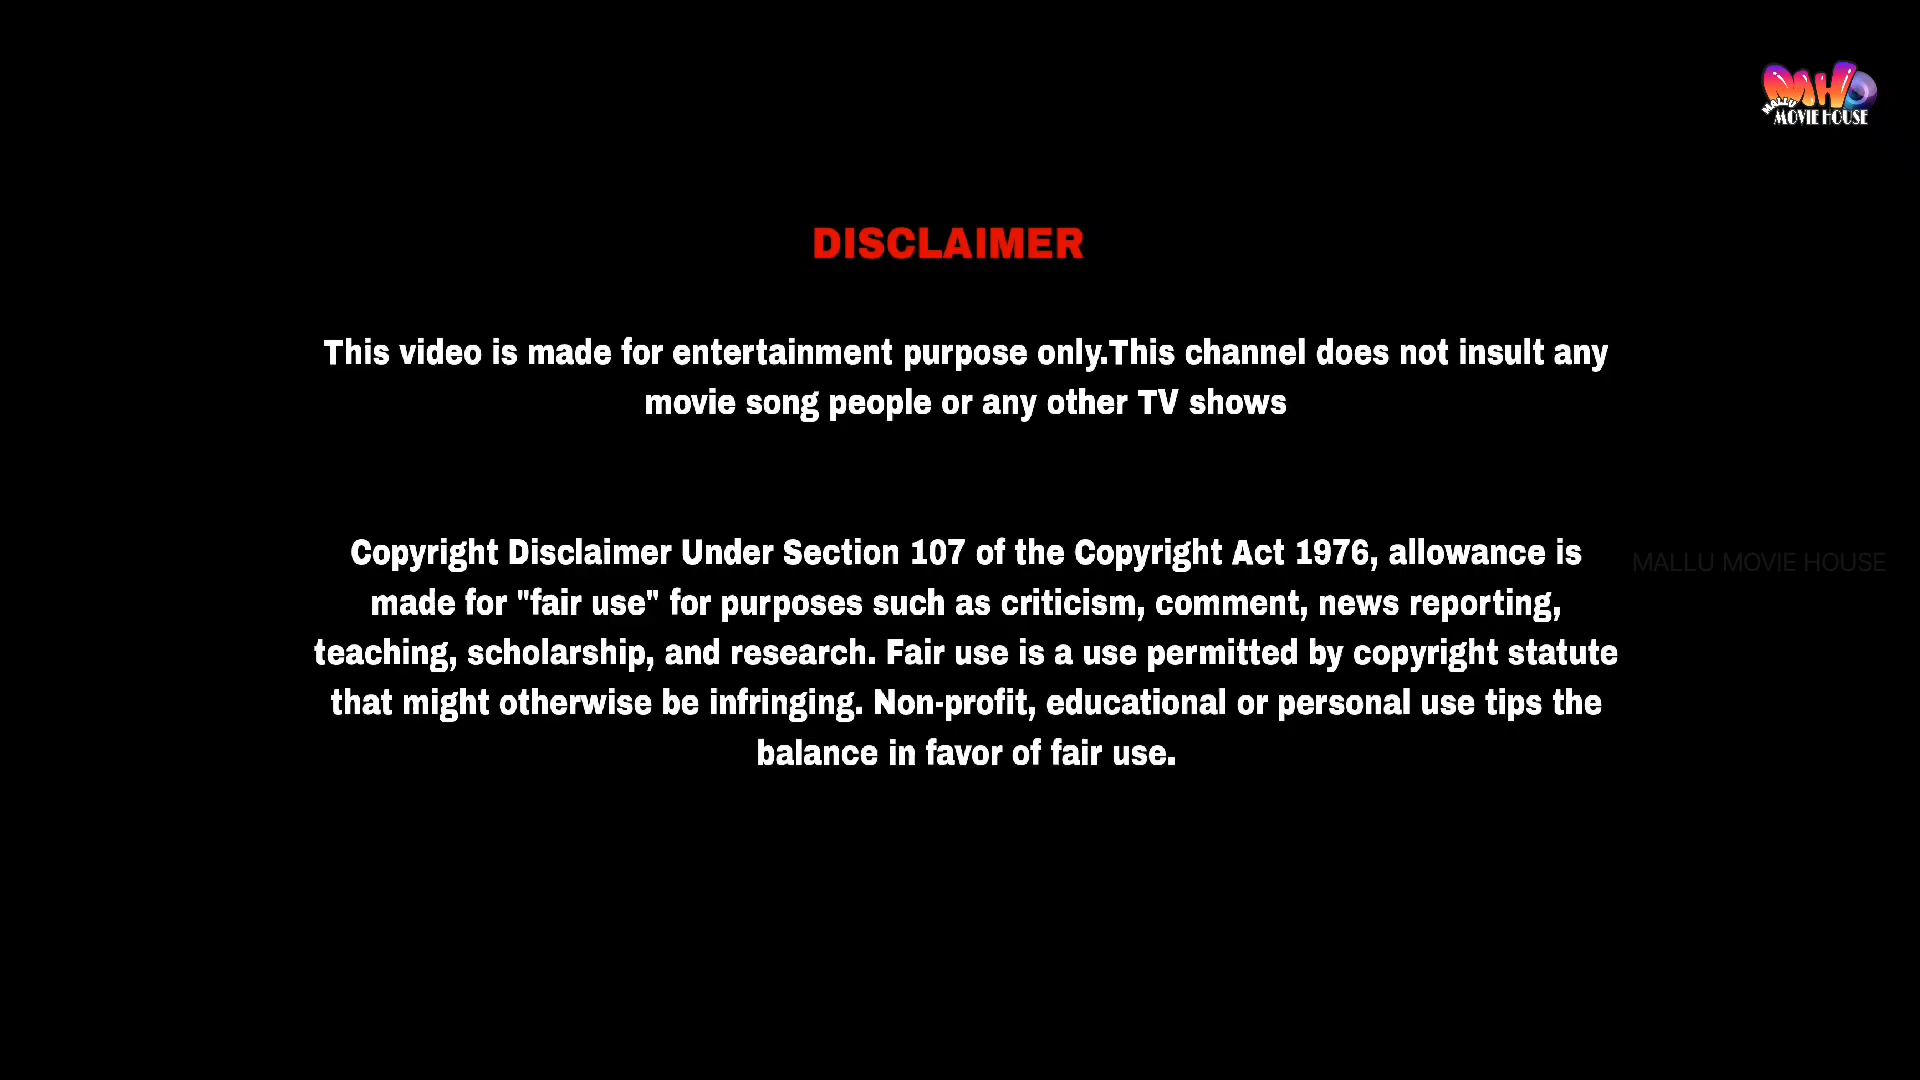 MALLU
MOVIE HOUSE
DISCLAIMER
This video is made for entertainment purpose only.This channel does not insult any
movie song people or any other TV shows
Copyright Disclaimer Under Section 107 of the Copyright Act 1976, allowance is
made for "fair use" for purposes such as criticism, comment, news reporting,
teaching, scholarship, and research. Fair use is a use permitted by copyright statute
that might otherwise be infringing. Non-profit, educational or personal use tips the
balance in favor of fair use.
MALLU MOVIE HOUSE